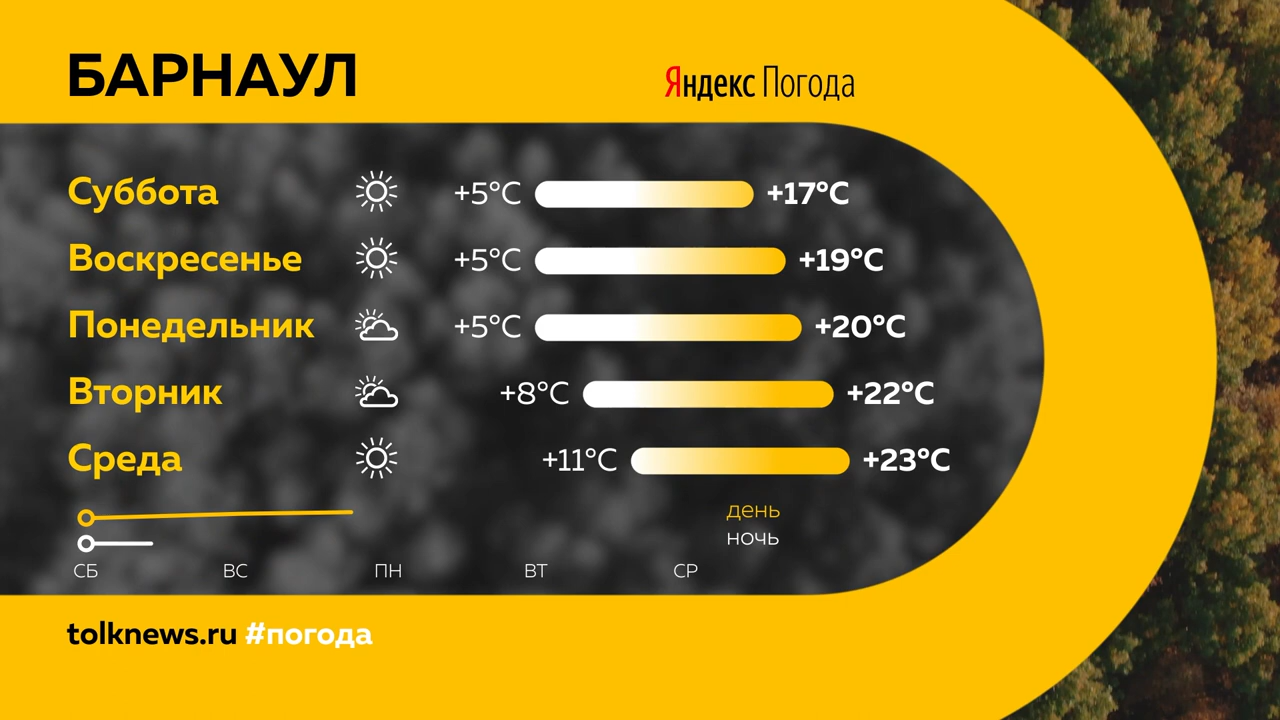 БАРНАУЛ
Яндекс Погода
Суббота +5°C +17°C
Воскресенье +5°C +19°C
Понедельник +5°C +20°C
Вторник +8°C +22°C
Среда +11°C +23°C
день
ночь
СБ ВС ПН ВТ СР
tolknews.ru #погода